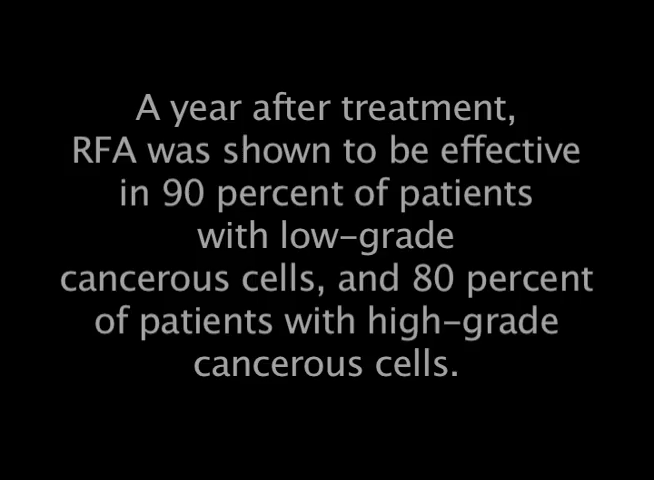 A year after treatment,
RFA was shown to be effective
in 90 percent of patients
with low-grade
cancerous cells, and 80 percent
of patients with high-grade
cancerous cells.